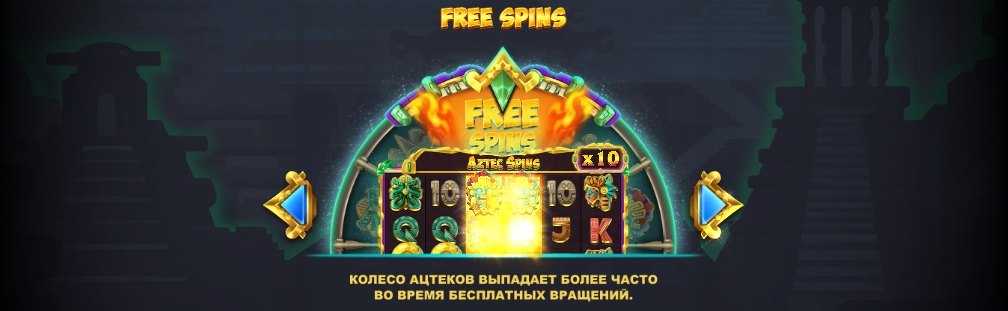 FREE SPINS
FREE
SPINS
AZTEC SPINS
x10
10
10
Q
Q
J
K
КОЛЕСО АЦТЕКОВ ВЫПАДАЕТ БОЛЕЕ ЧАСТО
ВО ВРЕМЯ БЕСПЛАТНЫХ ВРАЩЕНИЙ.